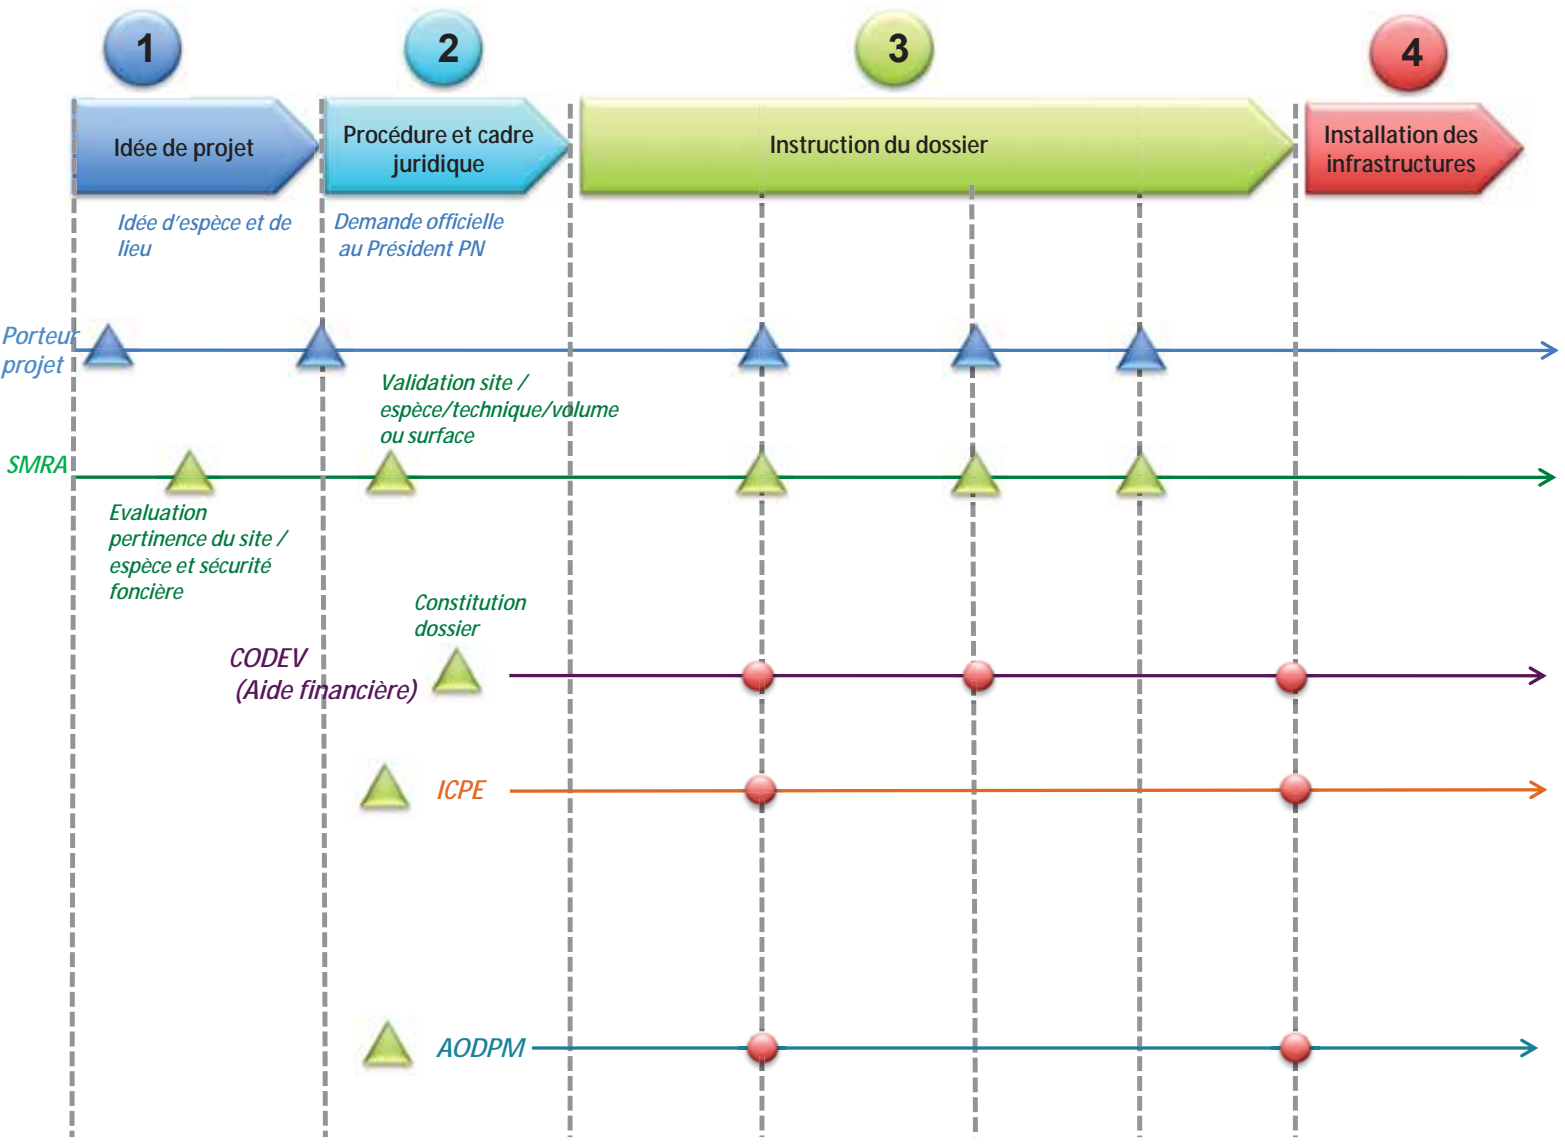 1
2
3
4
Idée de projet
Procédure et cadre
juridique
Instruction du dossier
Installation des
infrastructures
Idée d'espèce et de
lieu
Demande officielle
au Président PN
Porteur
projet
Validation site /
espèce/technique/volume
ou surface
SMRA
Evaluation
pertinence du site /
espèce et sécurité
foncière
Constitution
dossier
CODEV
(Aide financière)
ICPE
AODPM